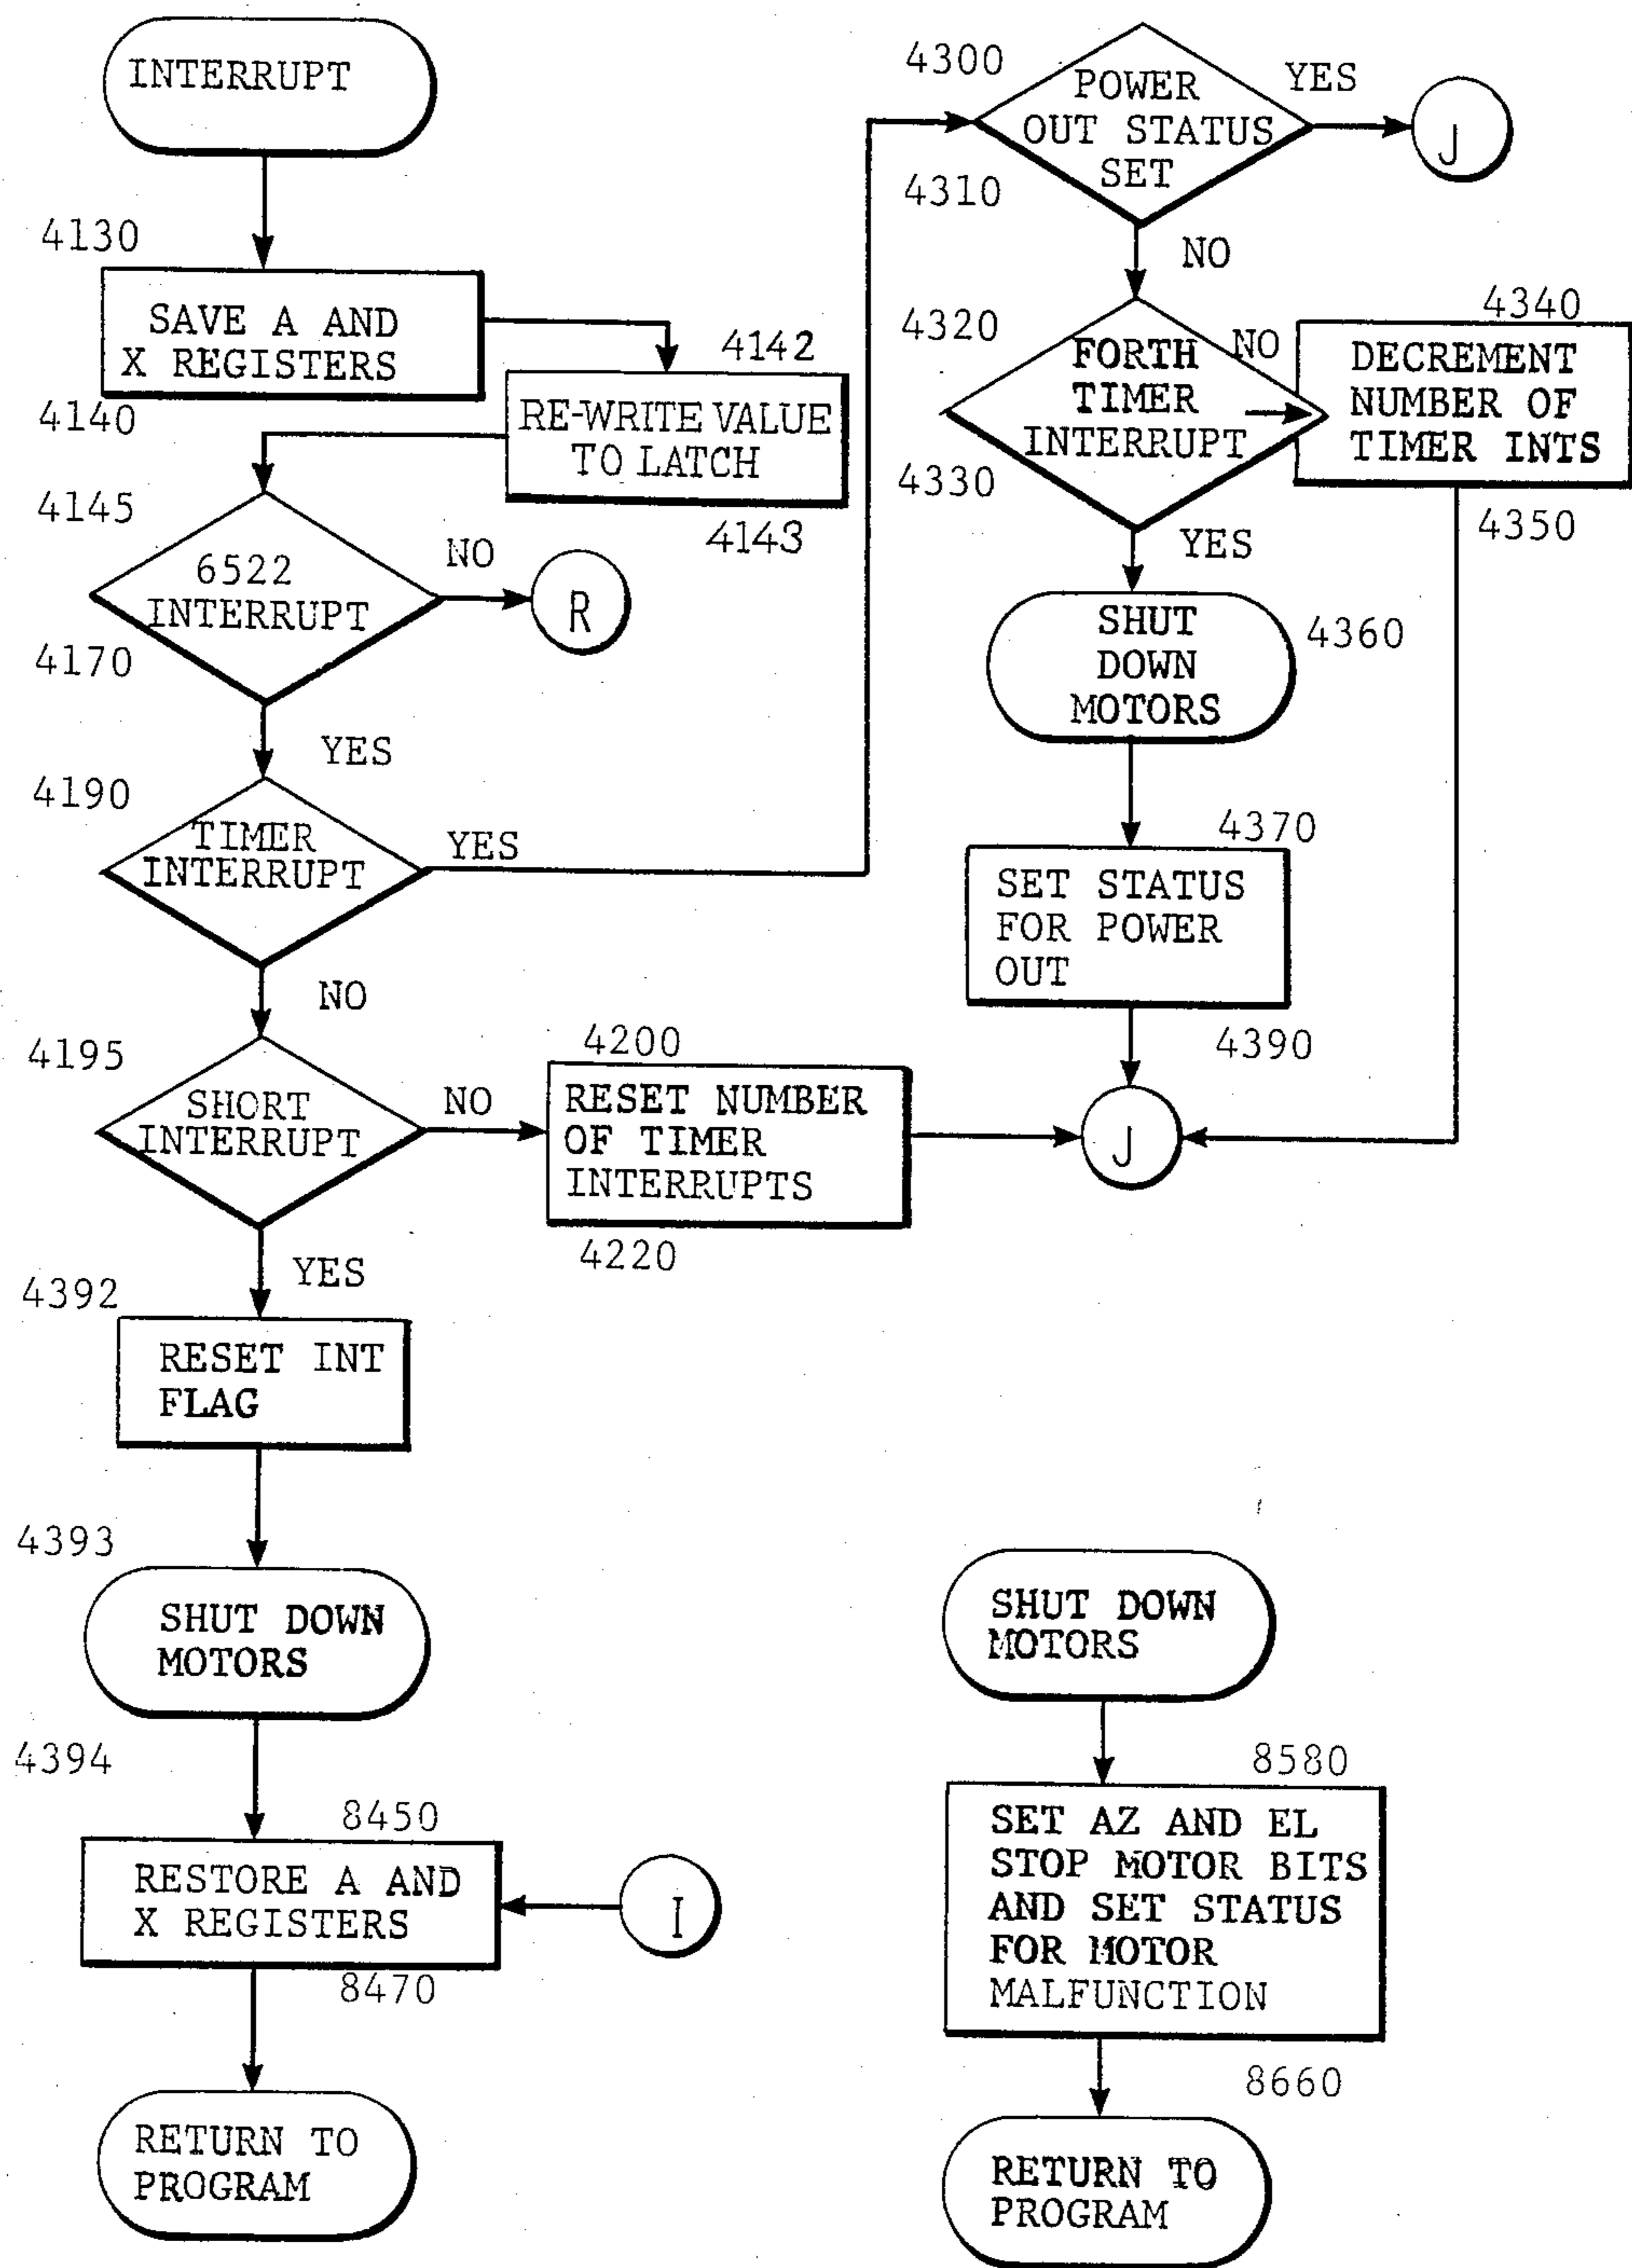 INTERRUPT
4130
SAVE A AND
X REGISTERS
4140
4142
RE-WRITE VALUE
TO LATCH
4143
4145
6522
INTERRUPT
4170
NO
R
YES
4190
TIMER
INTERRUPT
YES
NO
4195
SHORT
INTERRUPT
NO
4200
RESET NUMBER
OF TIMER
INTERRUPTS
4220
J
YES
4392
RESET INT
FLAG
4393
SHUT DOWN
MOTORS
4394
8450
RESTORE A AND
X REGISTERS
8470
I
RETURN TO
PROGRAM
4300
POWER
OUT STATUS
SET
4310
YES
J
NO
4320
FORTH
TIMER
INTERRUPT
4330
NO
4340
DECREMENT
NUMBER OF
TIMER INTS
4350
YES
SHUT
DOWN
MOTORS
4360
4370
SET STATUS
FOR POWER
OUT
4390
SHUT DOWN
MOTORS
8580
SET AZ AND EL
STOP MOTOR BITS
AND SET STATUS
FOR MOTOR
MALFUNCTION
8660
RETURN TO
PROGRAM